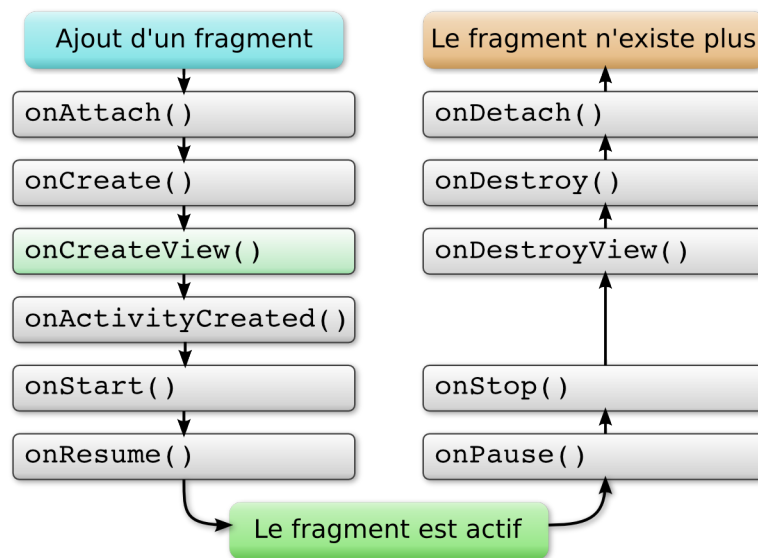 Ajout d'un fragment
onAttach()
onCreate()
onCreateView()
onActivityCreated()
onStart()
onResume()
Le fragment est actif
Le fragment n'existe plus
onDetach()
onDestroy()
onDestroyView()
onStop()
onPause()